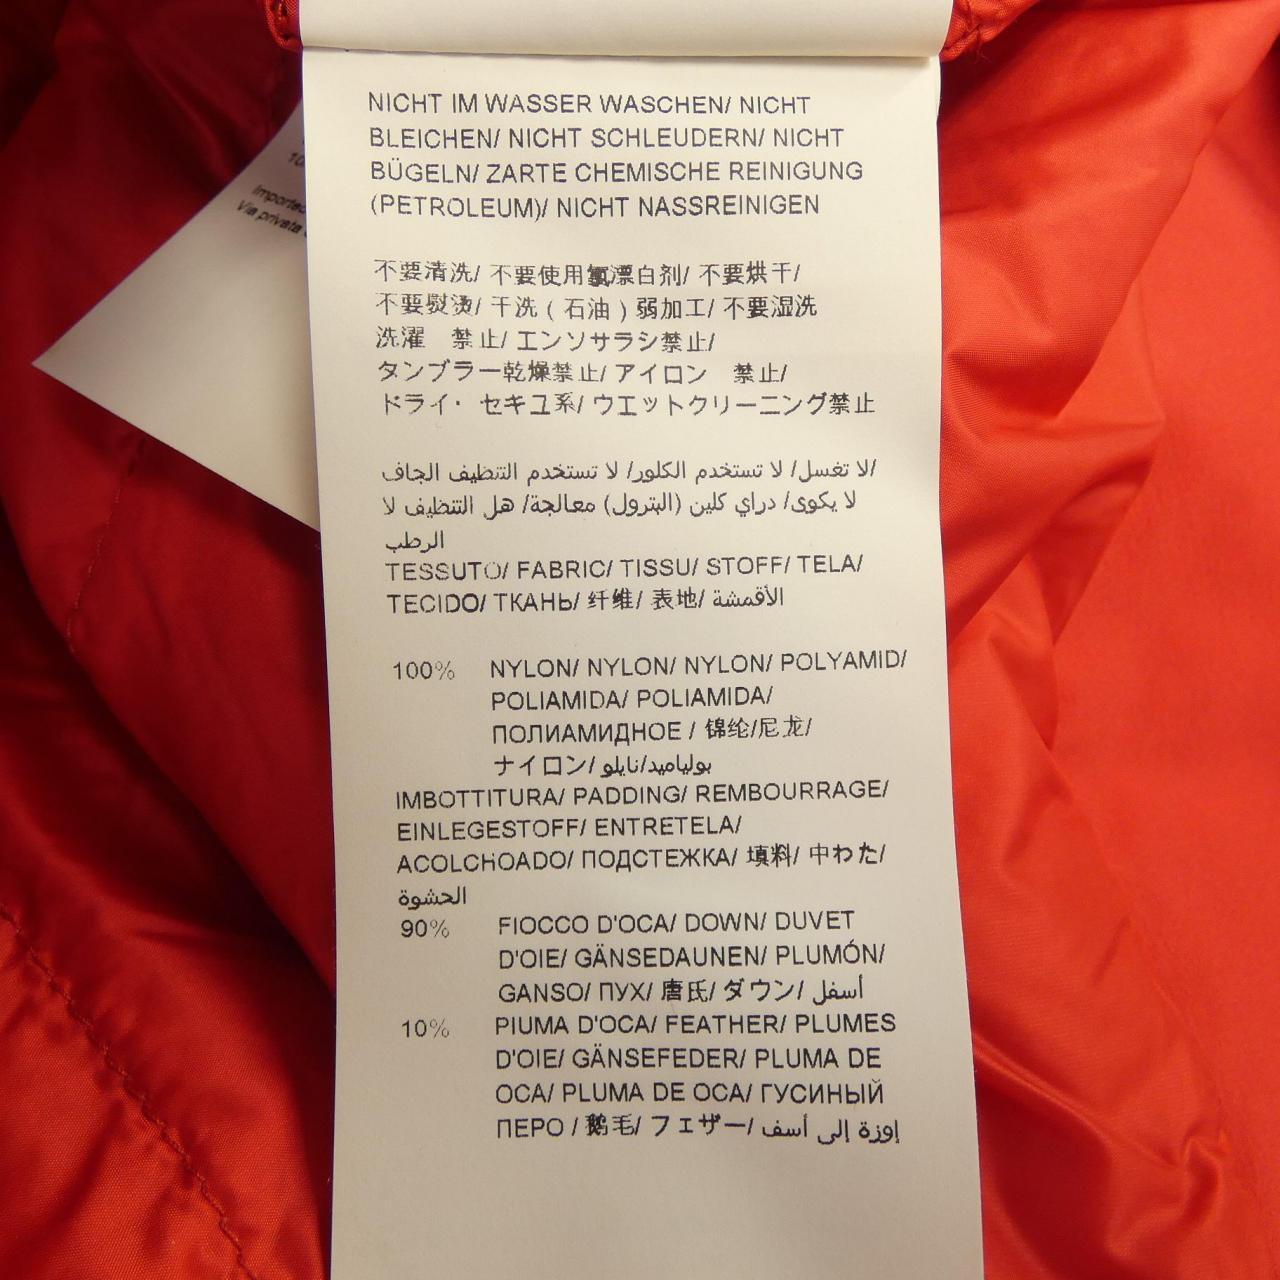 Imported
Via privata
NICHT IM WASSER WASCHEN/ NICHT
BLEICHEN/ NICHT SCHLEUDERN/ NICHT
BÜGELN/ ZARTE CHEMISCHE REINIGUNG
(PETROLEUM)/ NICHT NASSREINIGEN
不要清洗/ 不要使用氯漂白剂/ 不要烘干/
不要熨烫/ 干洗 ( 石油 ) 弱加工/ 不要湿洗
洗濯　禁止/ エンソサラシ禁止/
タンブラー乾燥禁止/ アイロン　禁止/
ドライ・ セキユ系/ ウエットクリーニング禁止
لا تغسل/ لا تستخدم الكلور/ لا تستخدم التنظيف الجاف/
لا يكوى/ دراي كلين (البترول) معالجة/ هل التنظيف لا
الرطب
TESSUTO/ FABRIC/ TISSU/ STOFF/ TELA/
TECIDO/ ТКАНЬ/ 纤维/ 表地/ الأقمشة
100% NYLON/ NYLON/ NYLON/ POLYAMID/
POLIAMIDA/ POLIAMIDA/
ПОЛИАМИДНОЕ / 锦纶/尼龙/
ナイロン/ بولياميد/نايلو
IMBOTTITURA/ PADDING/ REMBOURRAGE/
EINLEGESTOFF/ ENTRETELA/
ACOLCHOADO/ ПОДСТЕЖКА/ 填料/ 中わた/
الحشوة
90% FIOCCO D'OCA/ DOWN/ DUVET
D'OIE/ GÄNSEDAUNEN/ PLUMÓN/
GANSO/ ПУХ/ 唐氏/ ダウン/ أسفل
10% PIUMA D'OCA/ FEATHER/ PLUMES
D'OIE/ GÄNSEFEDER/ PLUMA DE
OCA/ PLUMA DE OCA/ ГУСИНЫЙ
ПЕРО / 鹅毛/ フェザー/ إوزة إلى أسف